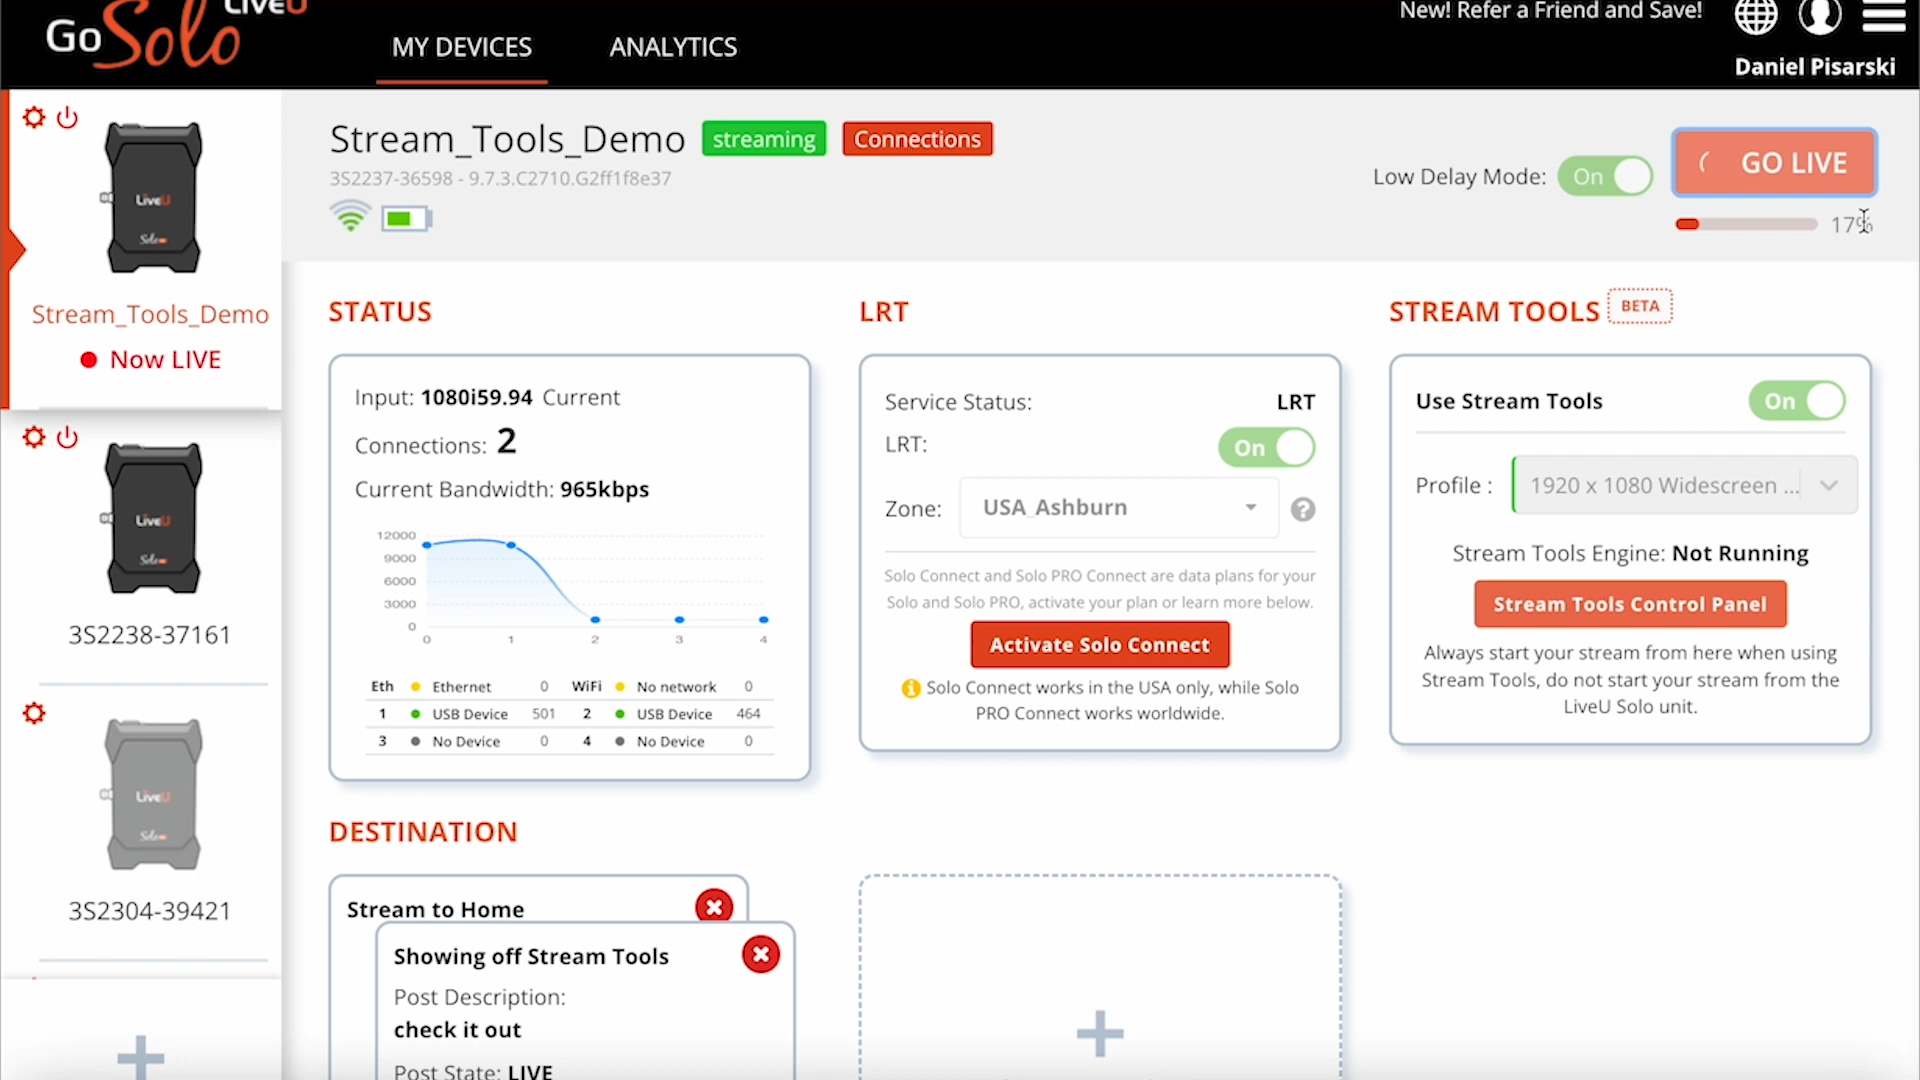 Go Solo LiveU
MY DEVICES
ANALYTICS
New! Refer a Friend and Save!
Daniel Pisarski
LiveU
Solo
Stream_Tools_Demo
Now LIVE
LiveU
Solo
3S2238-37161
LiveU
Solo
3S2304-39421
Stream_Tools_Demo streaming Connections
3S2237-36598 - 9.7.3.C2710.G2ff1f8e37
Low Delay Mode: On
GO LIVE
17%
STATUS
Input: 1080i59.94 Current
Connections: 2
Current Bandwidth: 965kbps
12000
9000
6000
3000
0
0 1 2 3 4
Eth Ethernet 0 WiFi No network 0
1 USB Device 501 2 USB Device 464
3 No Device 0 4 No Device 0
LRT
Service Status: LRT
LRT: On
Zone: USA_Ashburn ?
Solo Connect and Solo PRO Connect are data plans for your
Solo and Solo PRO, activate your plan or learn more below.
Activate Solo Connect
Solo Connect works in the USA only, while Solo
PRO Connect works worldwide.
STREAM TOOLS BETA
Use Stream Tools On
Profile : 1920 x 1080 Widescreen ...
Stream Tools Engine: Not Running
Stream Tools Control Panel
Always start your stream from here when using
Stream Tools, do not start your stream from the
LiveU Solo unit.
DESTINATION
Stream to Home
Showing off Stream Tools
Post Description:
check it out
Post State: LIVE